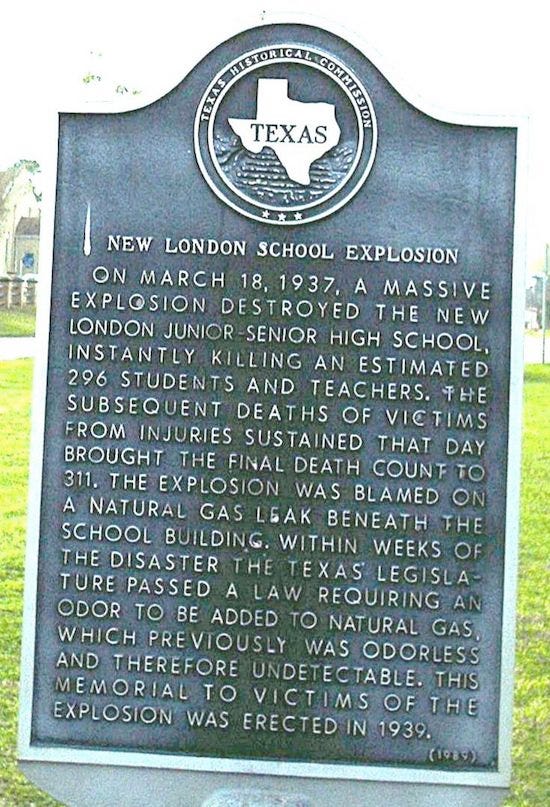 TEXAS HISTORICAL COMMISSION
TEXAS
NEW LONDON SCHOOL EXPLOSION
ON MARCH 18, 1937, A MASSIVE
EXPLOSION DESTROYED THE NEW
LONDON JUNIOR-SENIOR HIGH SCHOOL,
INSTANTLY KILLING AN ESTIMATED
296 STUDENTS AND TEACHERS. THE
SUBSEQUENT DEATHS OF VICTIMS
FROM INJURIES SUSTAINED THAT DAY
BROUGHT THE FINAL DEATH COUNT TO
311. THE EXPLOSION WAS BLAMED ON
A NATURAL GAS LEAK BENEATH THE
SCHOOL BUILDING. WITHIN WEEKS OF
THE DISASTER THE TEXAS LEGISLA-
TURE PASSED A LAW REQUIRING AN
ODOR TO BE ADDED TO NATURAL GAS,
WHICH PREVIOUSLY WAS ODORLESS
AND THEREFORE UNDETECTABLE. THIS
MEMORIAL TO VICTIMS OF THE
EXPLOSION WAS ERECTED IN 1939.
(1989)